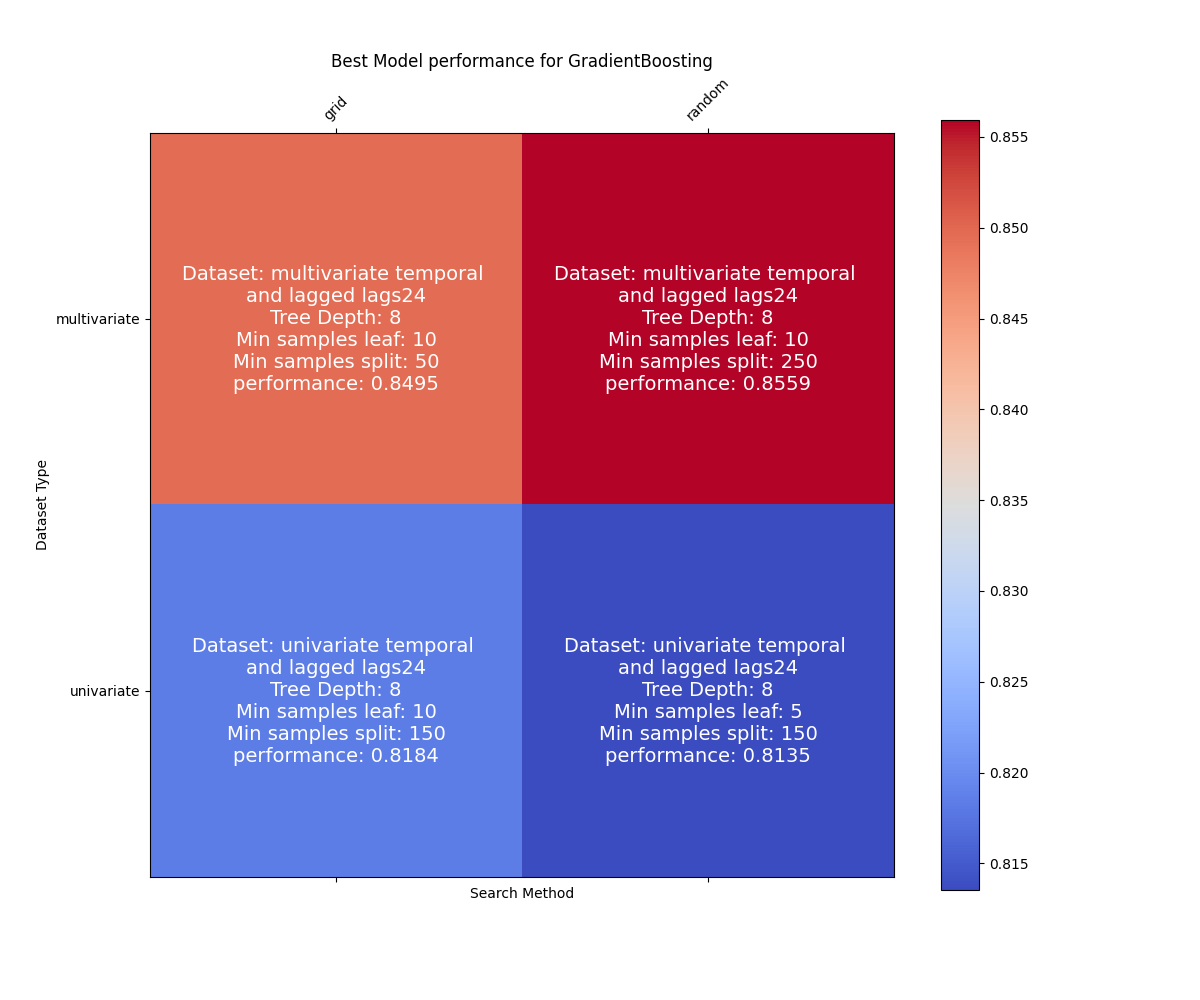 Best Model performance for GradientBoosting
grid
random
Dataset Type
multivariate
Dataset: multivariate temporal
and lagged lags24
Tree Depth: 8
Min samples leaf: 10
Min samples split: 50
performance: 0.8495
Dataset: multivariate temporal
and lagged lags24
Tree Depth: 8
Min samples leaf: 10
Min samples split: 250
performance: 0.8559
univariate
Dataset: univariate temporal
and lagged lags24
Tree Depth: 8
Min samples leaf: 10
Min samples split: 150
performance: 0.8184
Dataset: univariate temporal
and lagged lags24
Tree Depth: 8
Min samples leaf: 5
Min samples split: 150
performance: 0.8135
Search Method
0.855
0.850
0.845
0.840
0.835
0.830
0.825
0.820
0.815